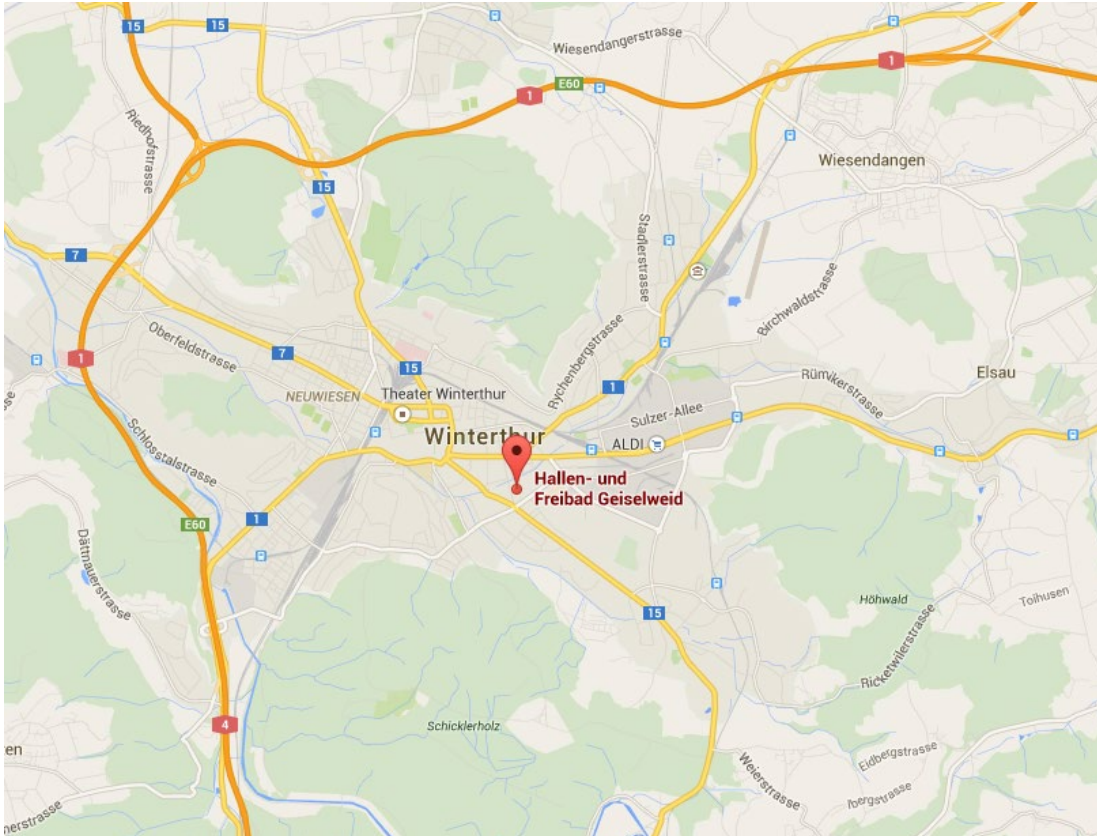 15
15
Wiesendangerstrasse
1
E60
1
Riedhofstrasse
Wiesendangen
15
Stadlerstrasse
7
Birchwaldstrasse
Oberfeldstrasse
7
1
15
Rychenbergstrasse
1
Rümikerstrasse
Elsau
NEUWIESEN
Theater Winterthur
Sulzer-Allee
Winterthur
ALDI
Schlosstalstrasse
Hallen- und
Freibad Geiselweid
E60
1
Dättnauerstrasse
Höhwald
Tolhusen
15
Ricketwilerstrasse
4
Schicklerholz
Eidbergstrasse
Weierstrasse